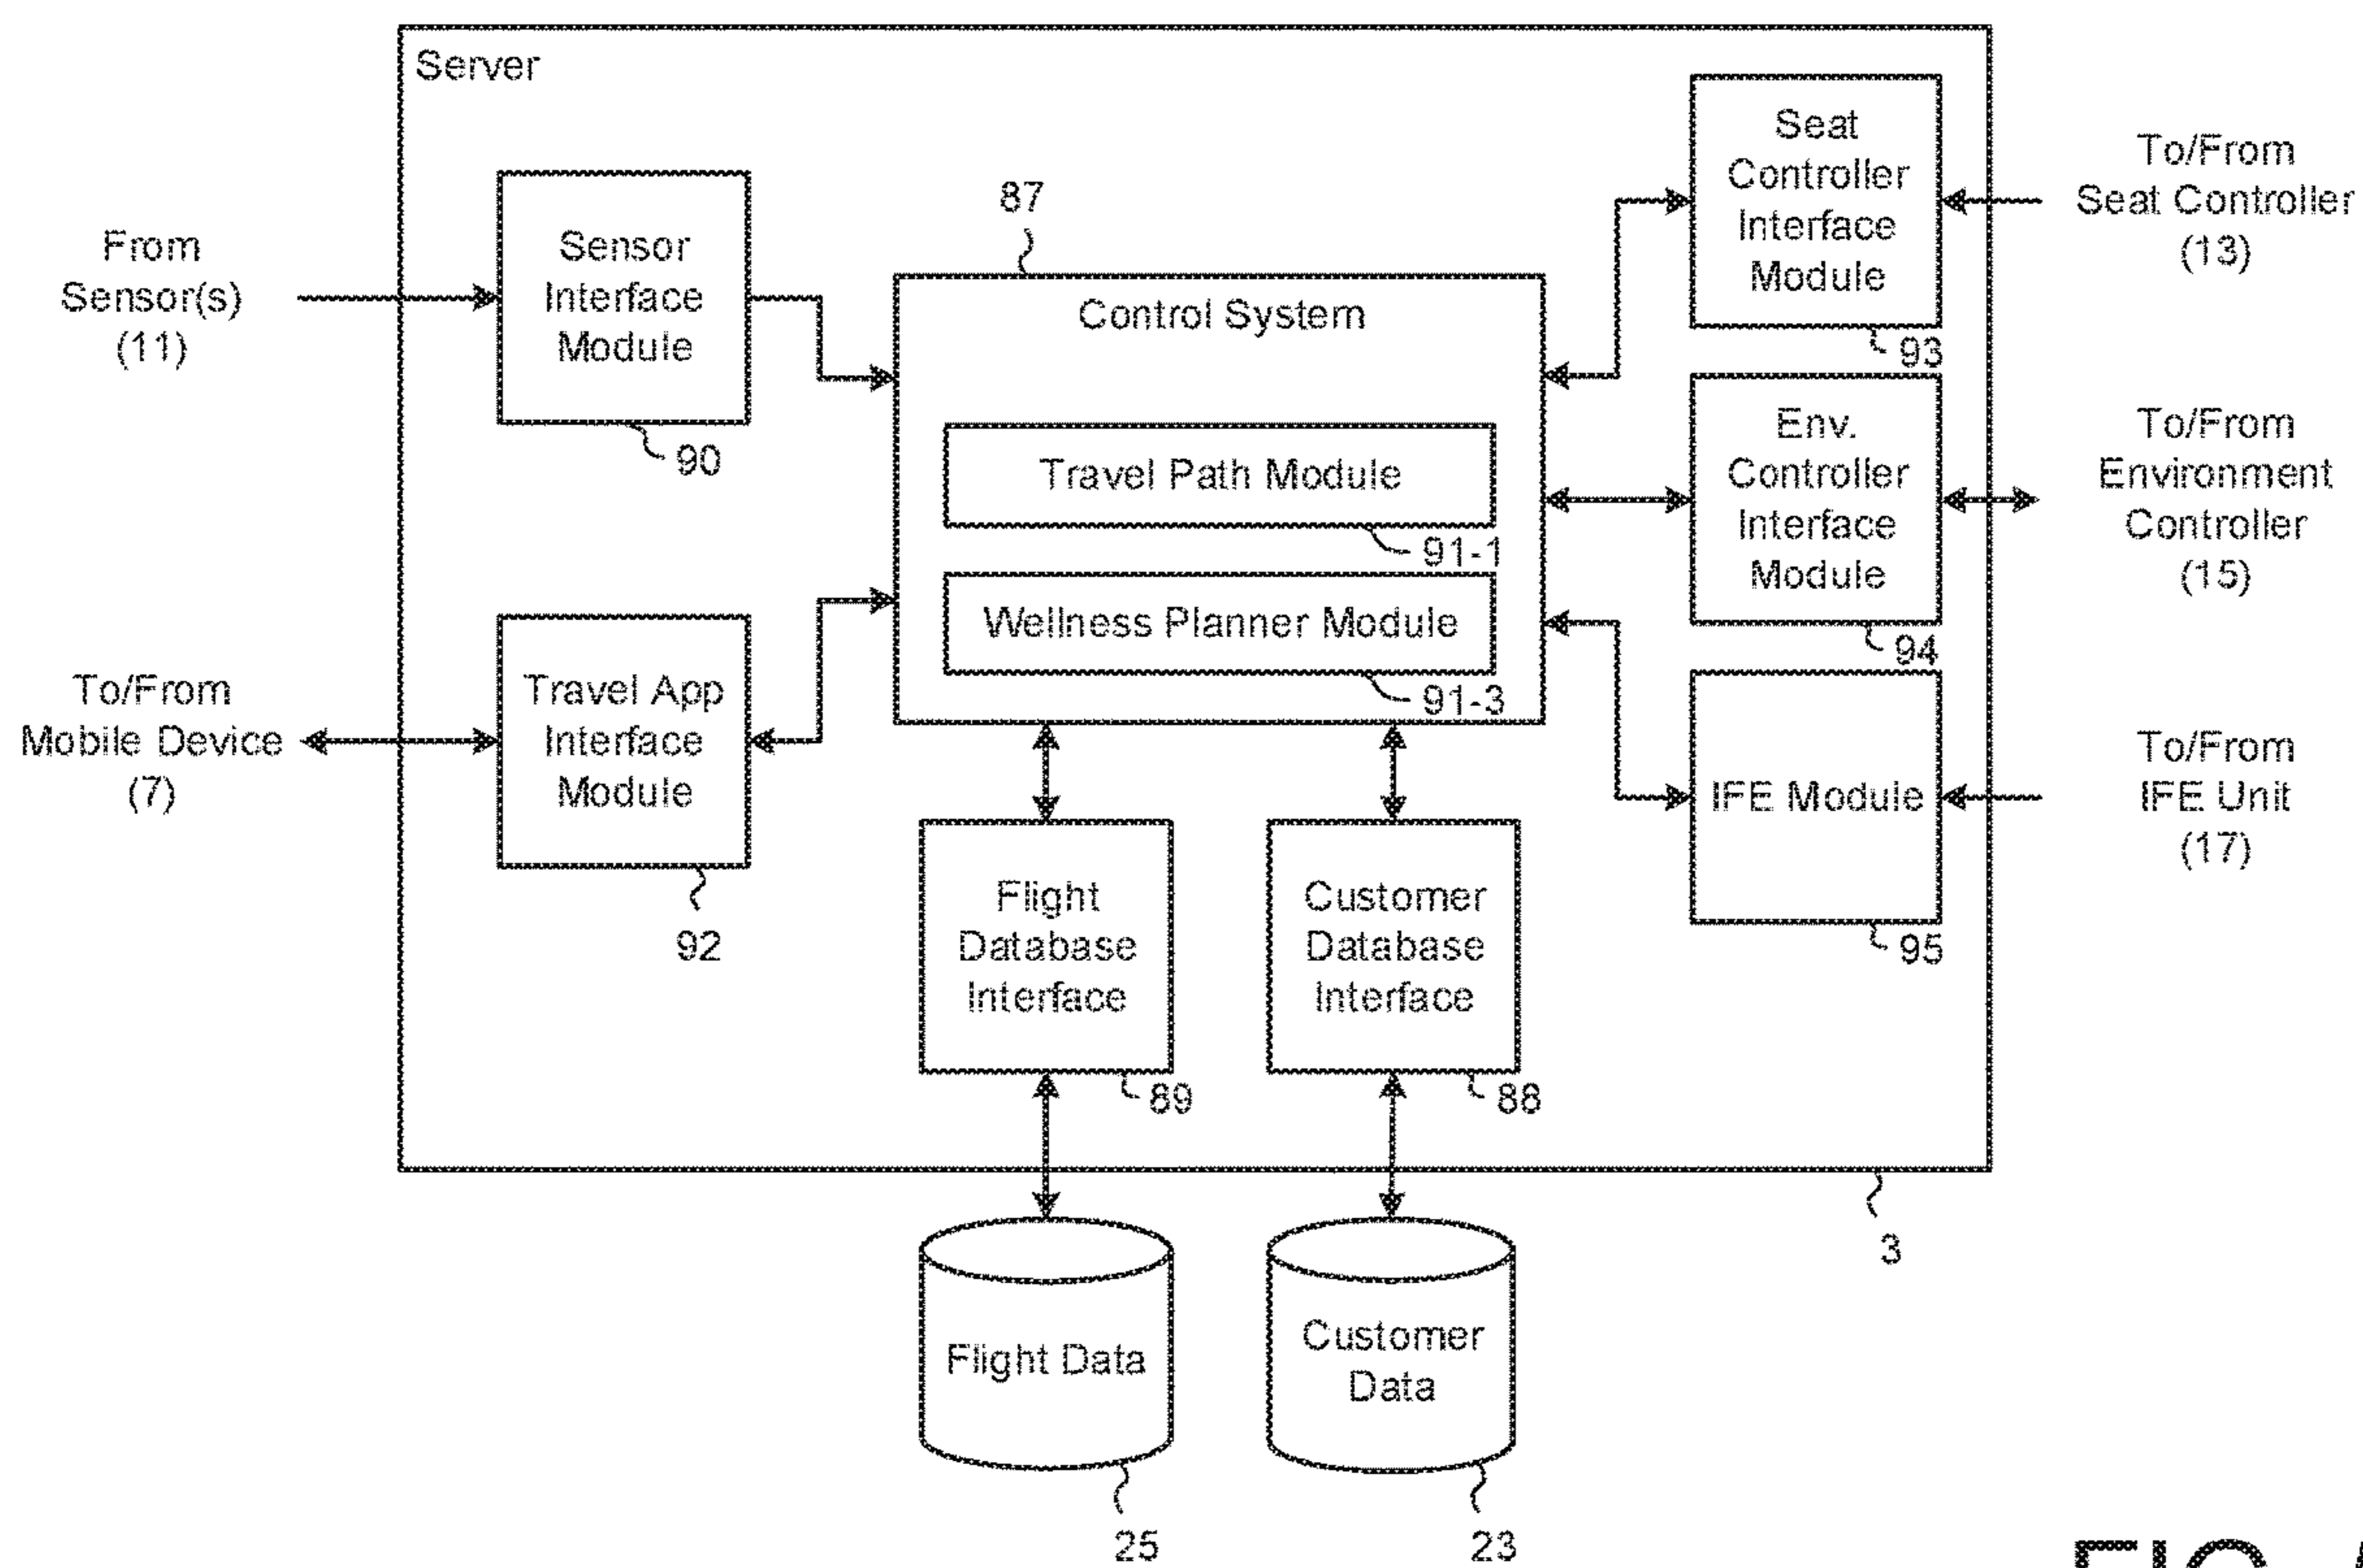 Server
From
Sensor(s)
(11)
Sensor
Interface
Module
90
To/From
Mobile Device
(7)
Travel App
Interface
Module
92
87
Control System
Travel Path Module
91-1
Wellness Planner Module
91-3
Seat
Controller
Interface
Module
93
To/From
Seat Controller
(13)
Env.
Controller
Interface
Module
94
To/From
Environment
Controller
(15)
IFE Module
95
To/From
IFE Unit
(17)
Flight
Database
Interface
89
Customer
Database
Interface
88
3
Flight Data
25
Customer
Data
23